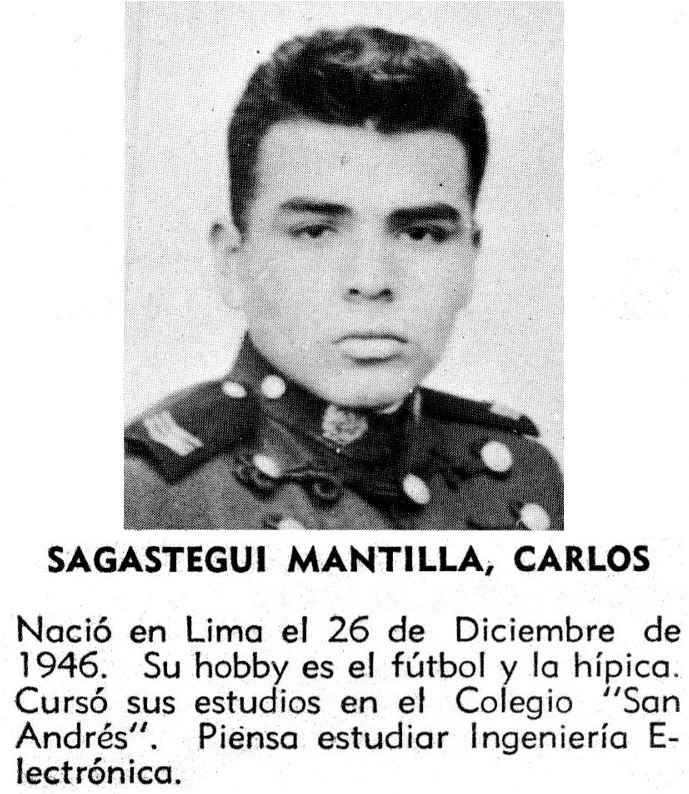 SAGASTEGUI MANTILLA, CARLOS
Nació en Lima el 26 de Diciembre de
1946. Su hobby es el fútbol y la hípica.
Cursó sus estudios en el Colegio "San
Andrés". Piensa estudiar Ingeniería E-
lectrónica.